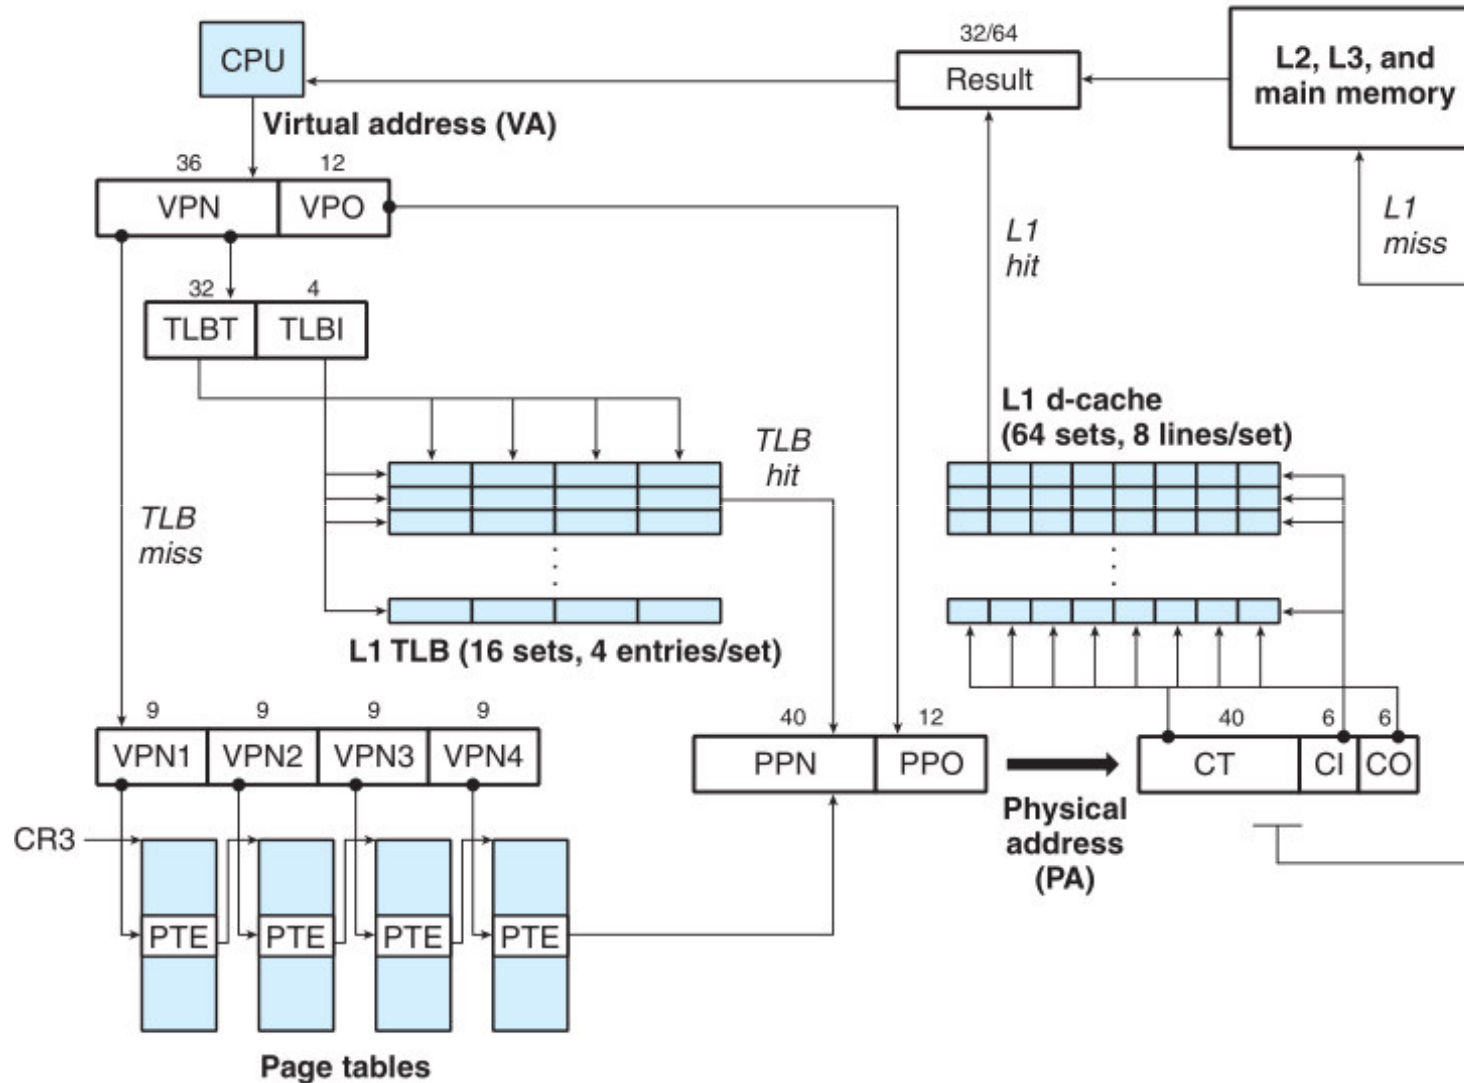 CPU
32/64
Result
L2, L3, and
main memory
Virtual address (VA)
36
12
VPN
VPO
L1
hit
L1
miss
32
4
TLBT
TLBI
L1 d-cache
(64 sets, 8 lines/set)
TLB
hit
TLB
miss
L1 TLB (16 sets, 4 entries/set)
9
9
9
9
VPN1
VPN2
VPN3
VPN4
40
12
PPN
PPO
40
6
6
CT
CI
CO
Physical
address
(PA)
CR3
PTE
PTE
PTE
PTE
Page tables